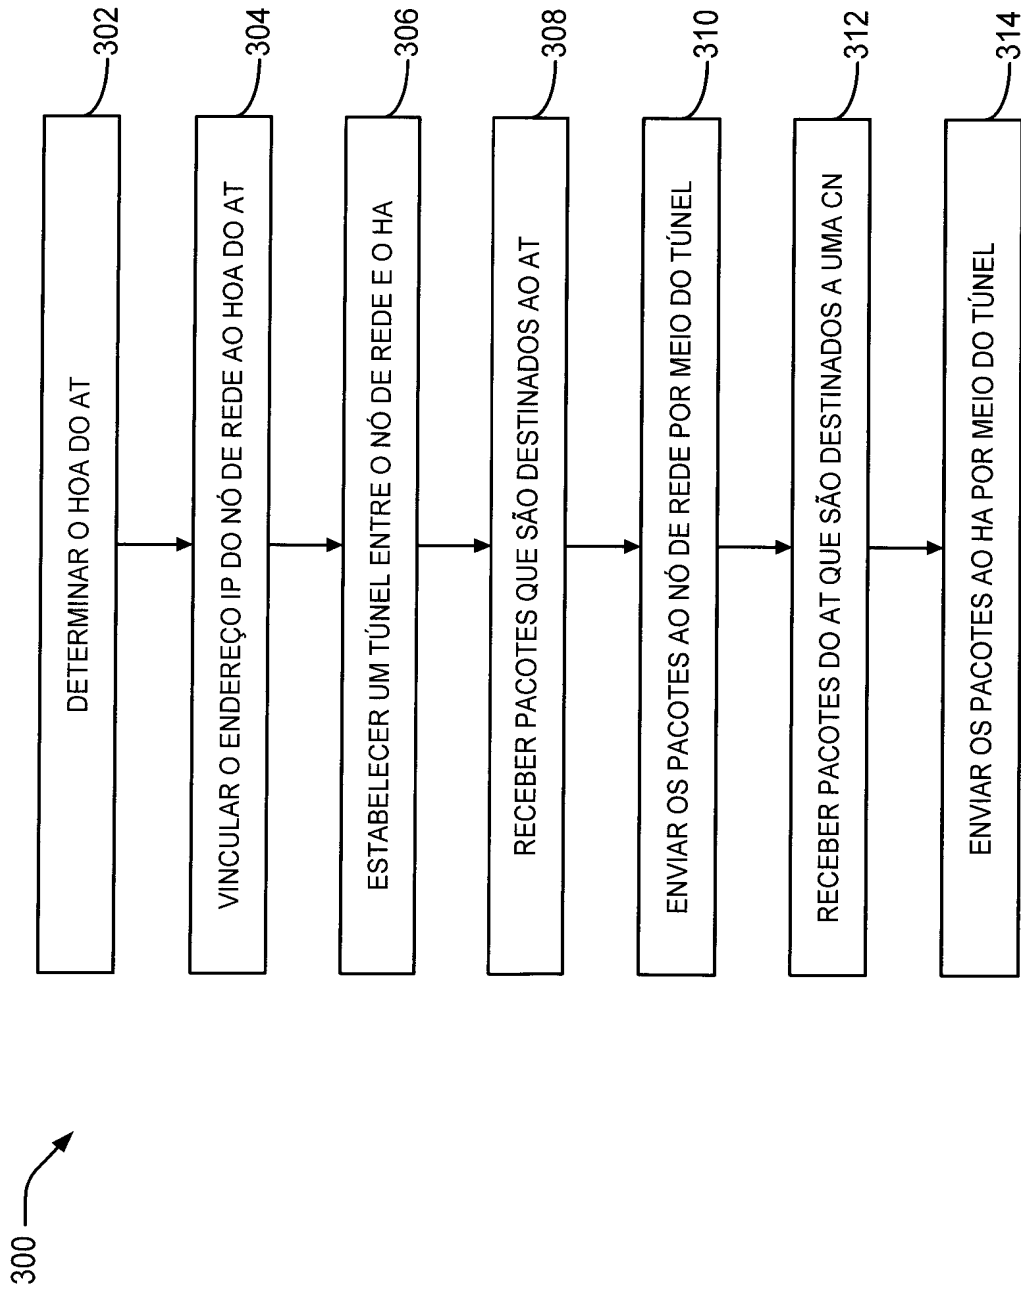 300
DETERMINAR O HOA DO AT
302
VINCULAR O ENDEREÇO IP DO NÓ DE REDE AO HOA DO AT
304
ESTABELECER UM TÚNEL ENTRE O NÓ DE REDE E O HA
306
RECEBER PACOTES QUE SÃO DESTINADOS AO AT
308
ENVIAR OS PACOTES AO NÓ DE REDE POR MEIO DO TÚNEL
310
RECEBER PACOTES DO AT QUE SÃO DESTINADOS A UMA CN
312
ENVIAR OS PACOTES AO HA POR MEIO DO TÚNEL
314